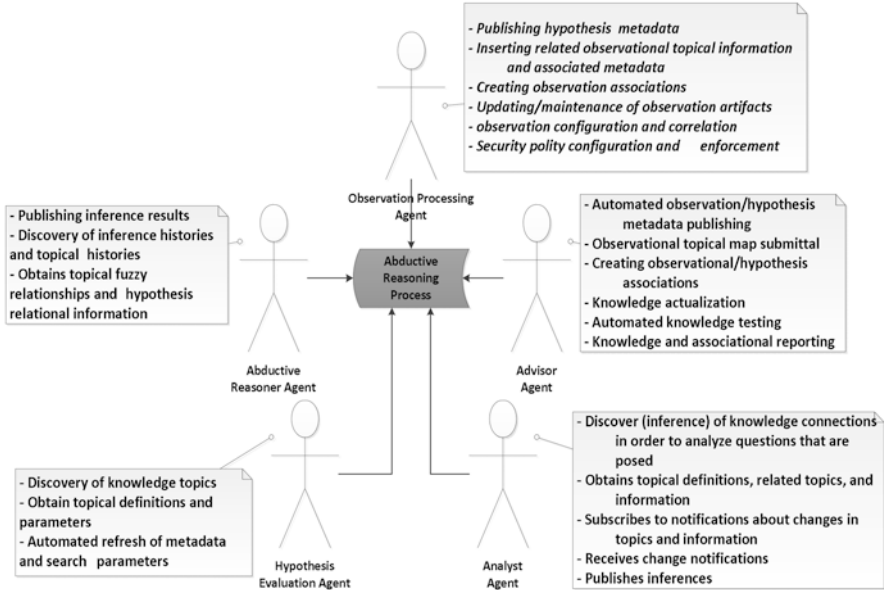 - Publishing hypothesis metadata
- Inserting related observational topical information
and associated metadata
- Creating observation associations
- Updating/maintenance of observation artifacts
- observation configuration and correlation
- Security polity configuration and enforcement
Observation Processing
Agent
- Publishing inference results
- Discovery of inference histories
and topical histories
- Obtains topical fuzzy
relationships and hypothesis
relational information
Abductive
Reasoner Agent
Abductive
Reasoning
Process
- Automated observation/hypothesis
metadata publishing
- Observational topical map submittal
- Creating observational/hypothesis
associations
- Knowledge actualization
- Automated knowledge testing
- Knowledge and associational reporting
Advisor
Agent
- Discovery of knowledge topics
- Obtain topical definitions and
parameters
- Automated refresh of metadata
and search parameters
Hypothesis
Evaluation Agent
- Discover (inference) of knowledge connections
in order to analyze questions that are
posed
- Obtains topical definitions, related topics, and
information
- Subscribes to notifications about changes in
topics and information
- Receives change notifications
- Publishes inferences
Analyst
Agent